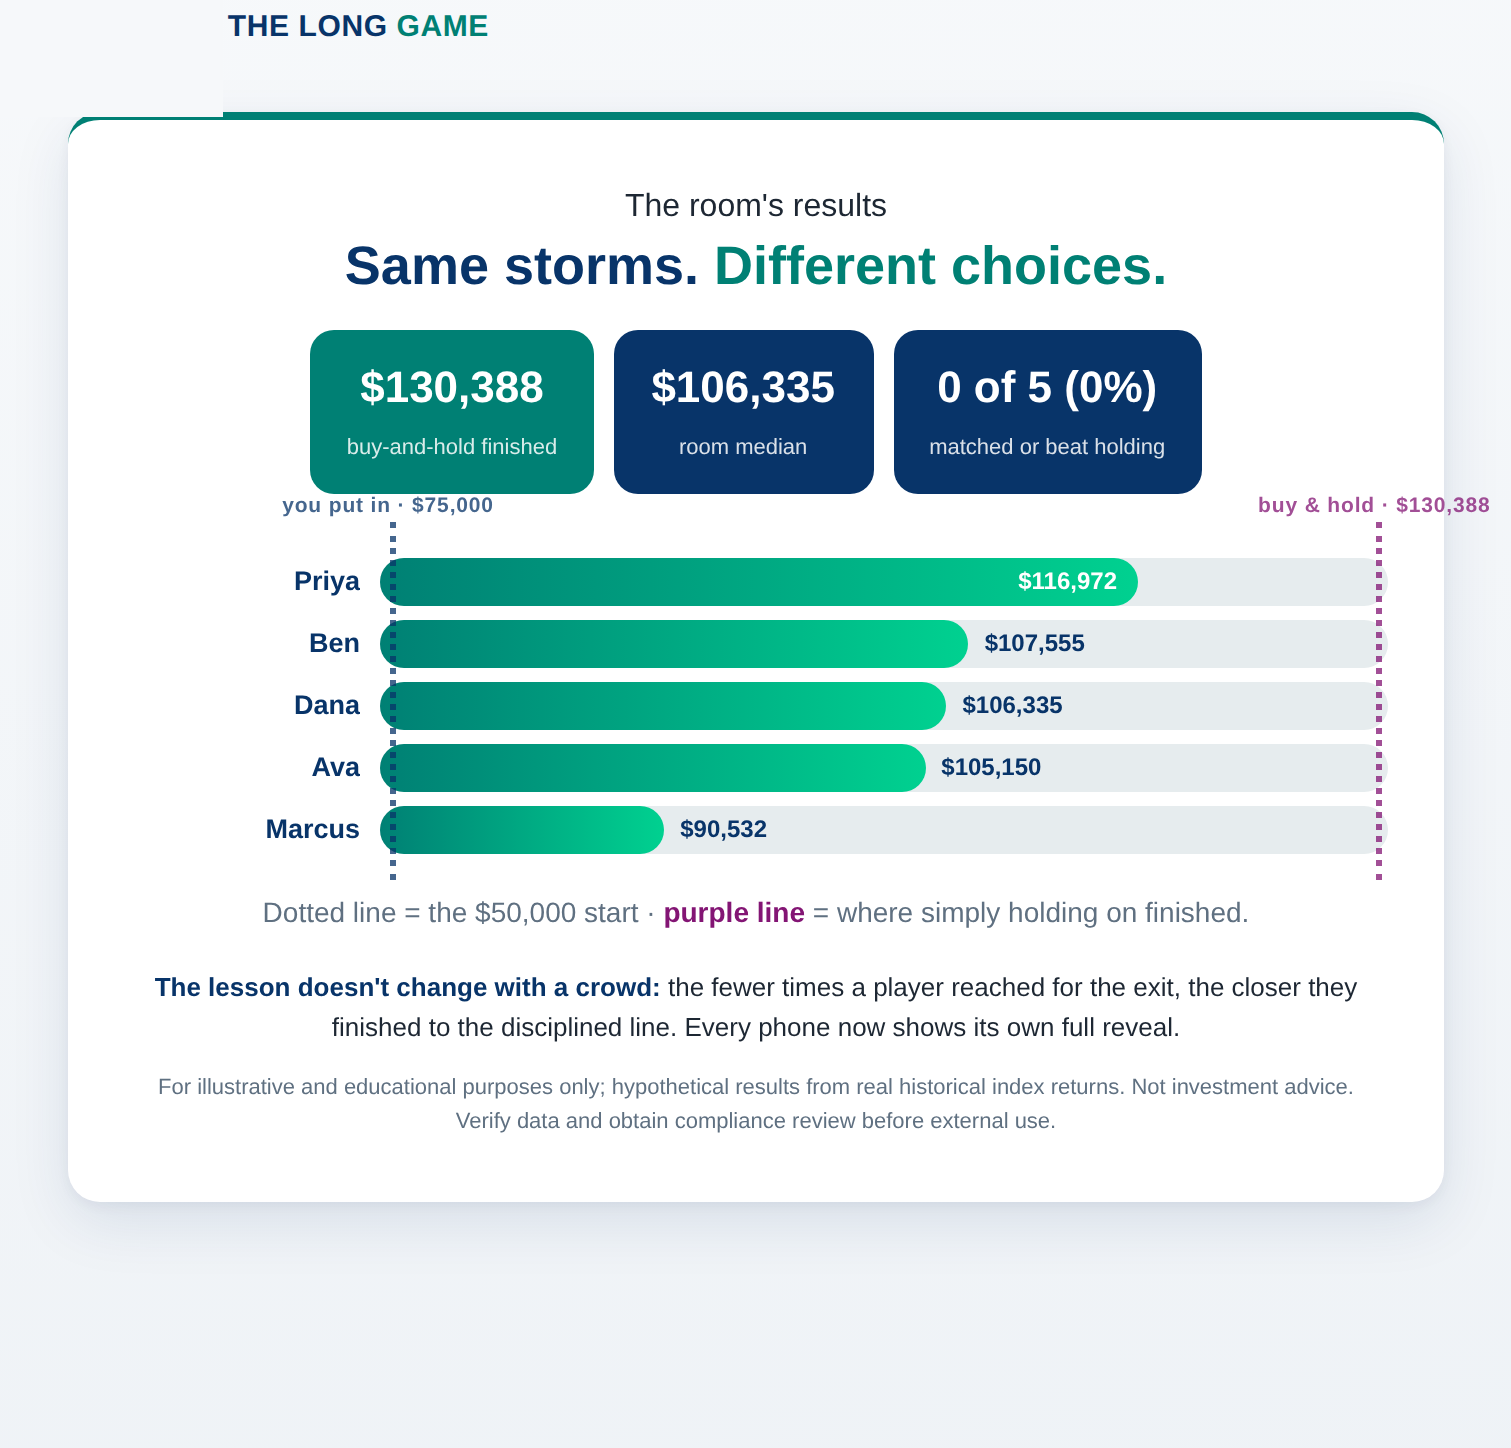 THE LONG GAME
The room's results
Same storms. Different choices.
$130,388
buy-and-hold finished
$106,335
room median
0 of 5 (0%)
matched or beat holding
you put in · $75,000
buy & hold · $130,388
Priya $116,972
Ben $107,555
Dana $106,335
Ava $105,150
Marcus $90,532
Dotted line = the $50,000 start · purple line = where simply holding on finished.
The lesson doesn't change with a crowd: the fewer times a player reached for the exit, the closer they
finished to the disciplined line. Every phone now shows its own full reveal.
For illustrative and educational purposes only; hypothetical results from real historical index returns. Not investment advice.
Verify data and obtain compliance review before external use.